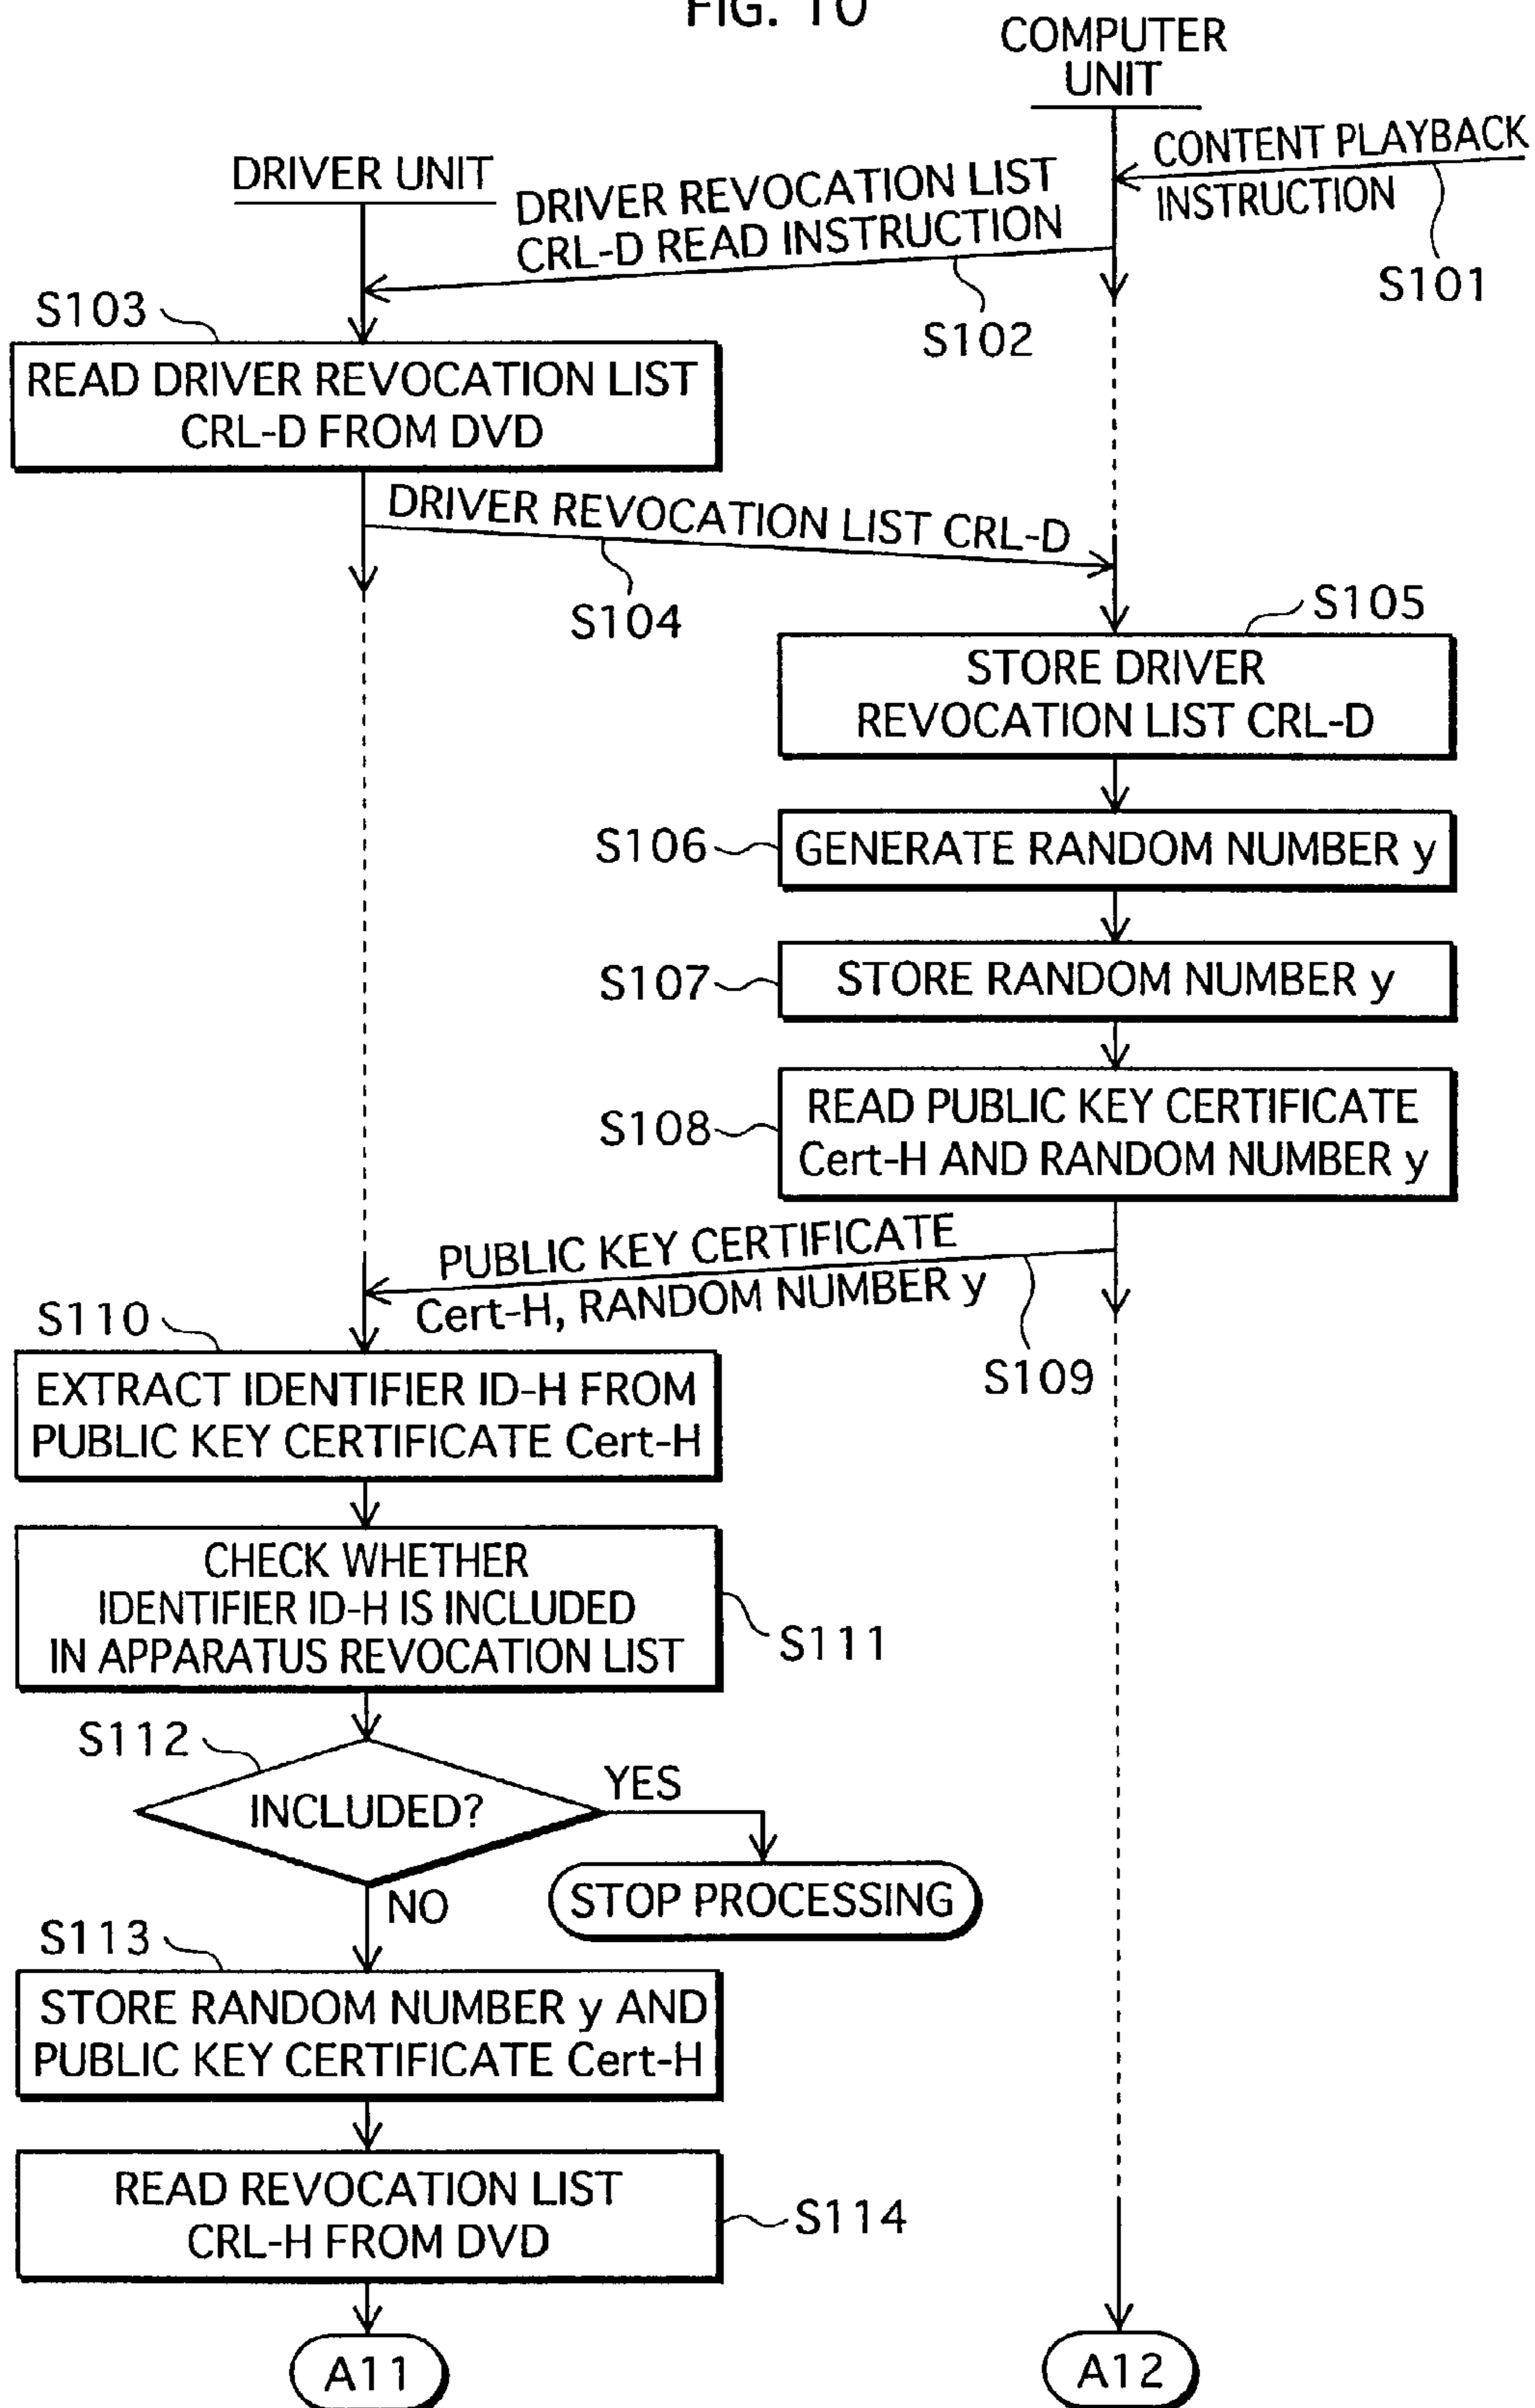 FIG. 10
COMPUTER
UNIT
CONTENT PLAYBACK
INSTRUCTION
S101
DRIVER UNIT
DRIVER REVOCATION LIST
CRL-D READ INSTRUCTION
S102
S103
READ DRIVER REVOCATION LIST
CRL-D FROM DVD
DRIVER REVOCATION LIST CRL-D
S104
S105
STORE DRIVER
REVOCATION LIST CRL-D
S106
GENERATE RANDOM NUMBER y
S107
STORE RANDOM NUMBER y
S108
READ PUBLIC KEY CERTIFICATE
Cert-H AND RANDOM NUMBER y
PUBLIC KEY CERTIFICATE
Cert-H, RANDOM NUMBER y
S109
S110
EXTRACT IDENTIFIER ID-H FROM
PUBLIC KEY CERTIFICATE Cert-H
CHECK WHETHER
IDENTIFIER ID-H IS INCLUDED
IN APPARATUS REVOCATION LIST
S111
S112
INCLUDED?
YES
STOP PROCESSING
NO
S113
STORE RANDOM NUMBER y AND
PUBLIC KEY CERTIFICATE Cert-H
READ REVOCATION LIST
CRL-H FROM DVD
S114
A11
A12